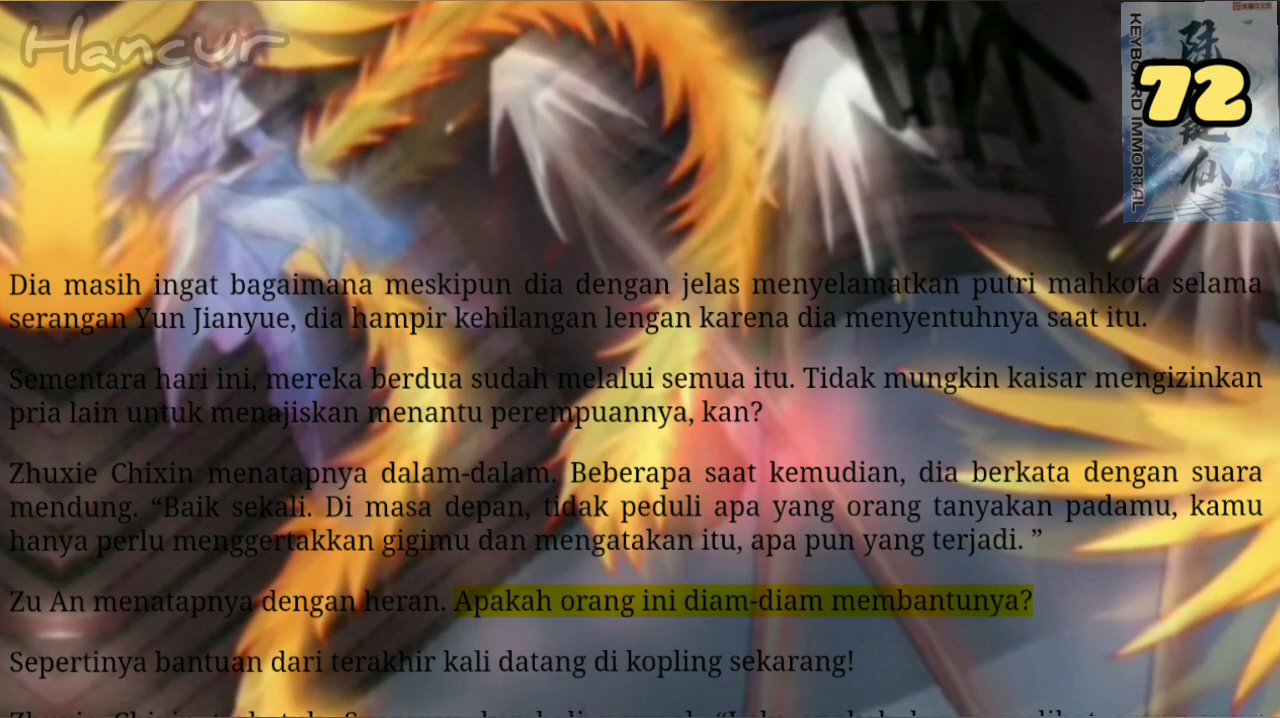 Hancur
72
KEYBOARD IMMORTAL
Dia masih ingat bagaimana meskipun dia dengan jelas menyelamatkan putri mahkota selama
serangan Yun Jianyue, dia hampir kehilangan lengan karena dia menyentuhnya saat itu.
Sementara hari ini, mereka berdua sudah melalui semua itu. Tidak mungkin kaisar mengizinkan
pria lain untuk menajiskan menantu perempuannya, kan?
Zhuxie Chixin menatapnya dalam-dalam. Beberapa saat kemudian, dia berkata dengan suara
mendung. “Baik sekali. Di masa depan, tidak peduli apa yang orang tanyakan padamu, kamu
hanya perlu menggertakkan gigimu dan mengatakan itu, apa pun yang terjadi. ”
Zu An menatapnya dengan heran. Apakah orang ini diam-diam membantunya?
Sepertinya bantuan dari terakhir kali datang di kopling sekarang!